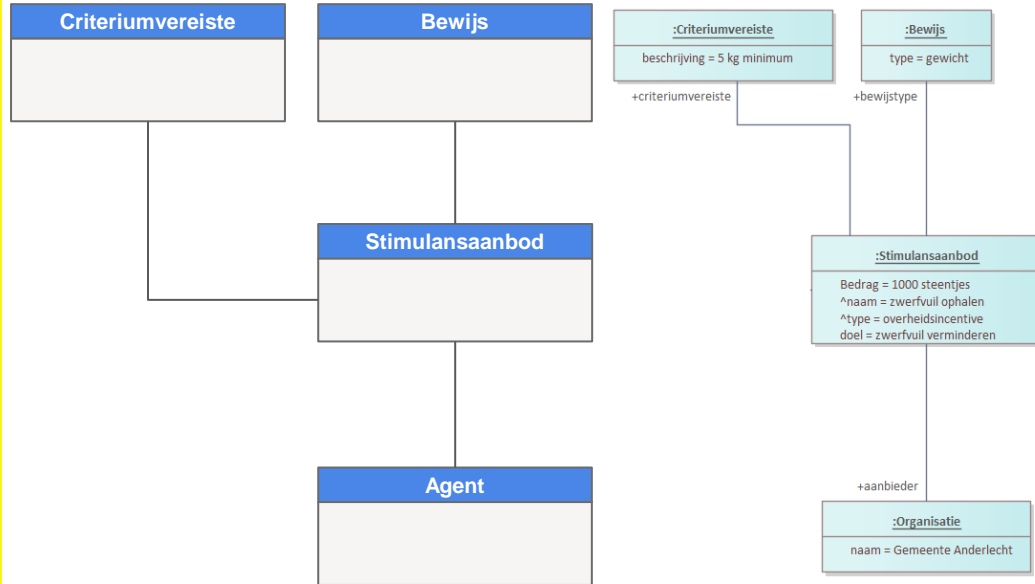 Criteriumvereiste
Bewijs
Stimulansaanbod
Agent
:Criteriumvereiste
beschrijving = 5 kg minimum
:Bewijs
type = gewicht
+criteriumvereiste
+bewijstype
:Stimulansaanbod
Bedrag = 1000 steentjes
^naam = zwerfvuil ophalen
^type = overheidsincentive
doel = zwerfvuil verminderen
+aanbieder
:Organisatie
naam = Gemeente Anderlecht